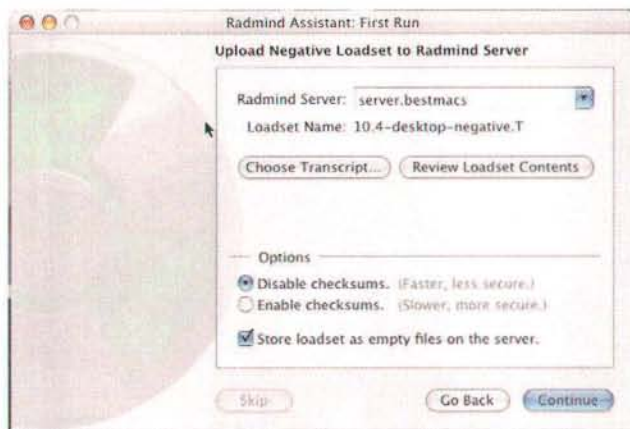 Radmind Assistant: First Run
Upload Negative Loadset to Radmind Server
Radmind Server: server.bestmacs
Loadset Name: 10.4-desktop-negative.T
Choose Transcript... Review Loadset Contents
Options
Disable checksums. (Faster, less secure.)
Enable checksums. (Slower, more secure.)
Store loadset as empty files on the server.
Skip Go Back Continue